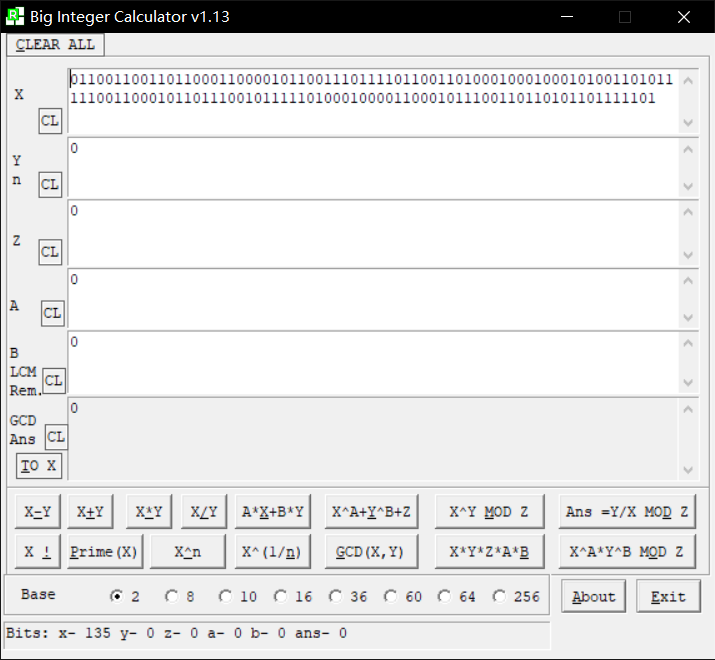 Big Integer Calculator v1.13
CLEAR ALL
X
CL
011001100110110001100001011001110111101100110100010001000101001101011
1110011000101101110010111110100010000110001011100110110101101111101
Y
n
CL
0
Z
CL
0
A
CL
0
B
LCM
Rem.
CL
0
GCD
Ans
CL
TO X
0
X-Y X+Y X*Y X/Y A*X+B*Y X^A+Y^B+Z X^Y MOD Z Ans =Y/X MOD Z
X ! Prime(X) X^n X^(1/n) GCD(X,Y) X*Y*Z*A*B X^A*Y^B MOD Z
Base 2 8 10 16 36 60 64 256 About Exit
Bits: x- 135 y- 0 z- 0 a- 0 b- 0 ans- 0